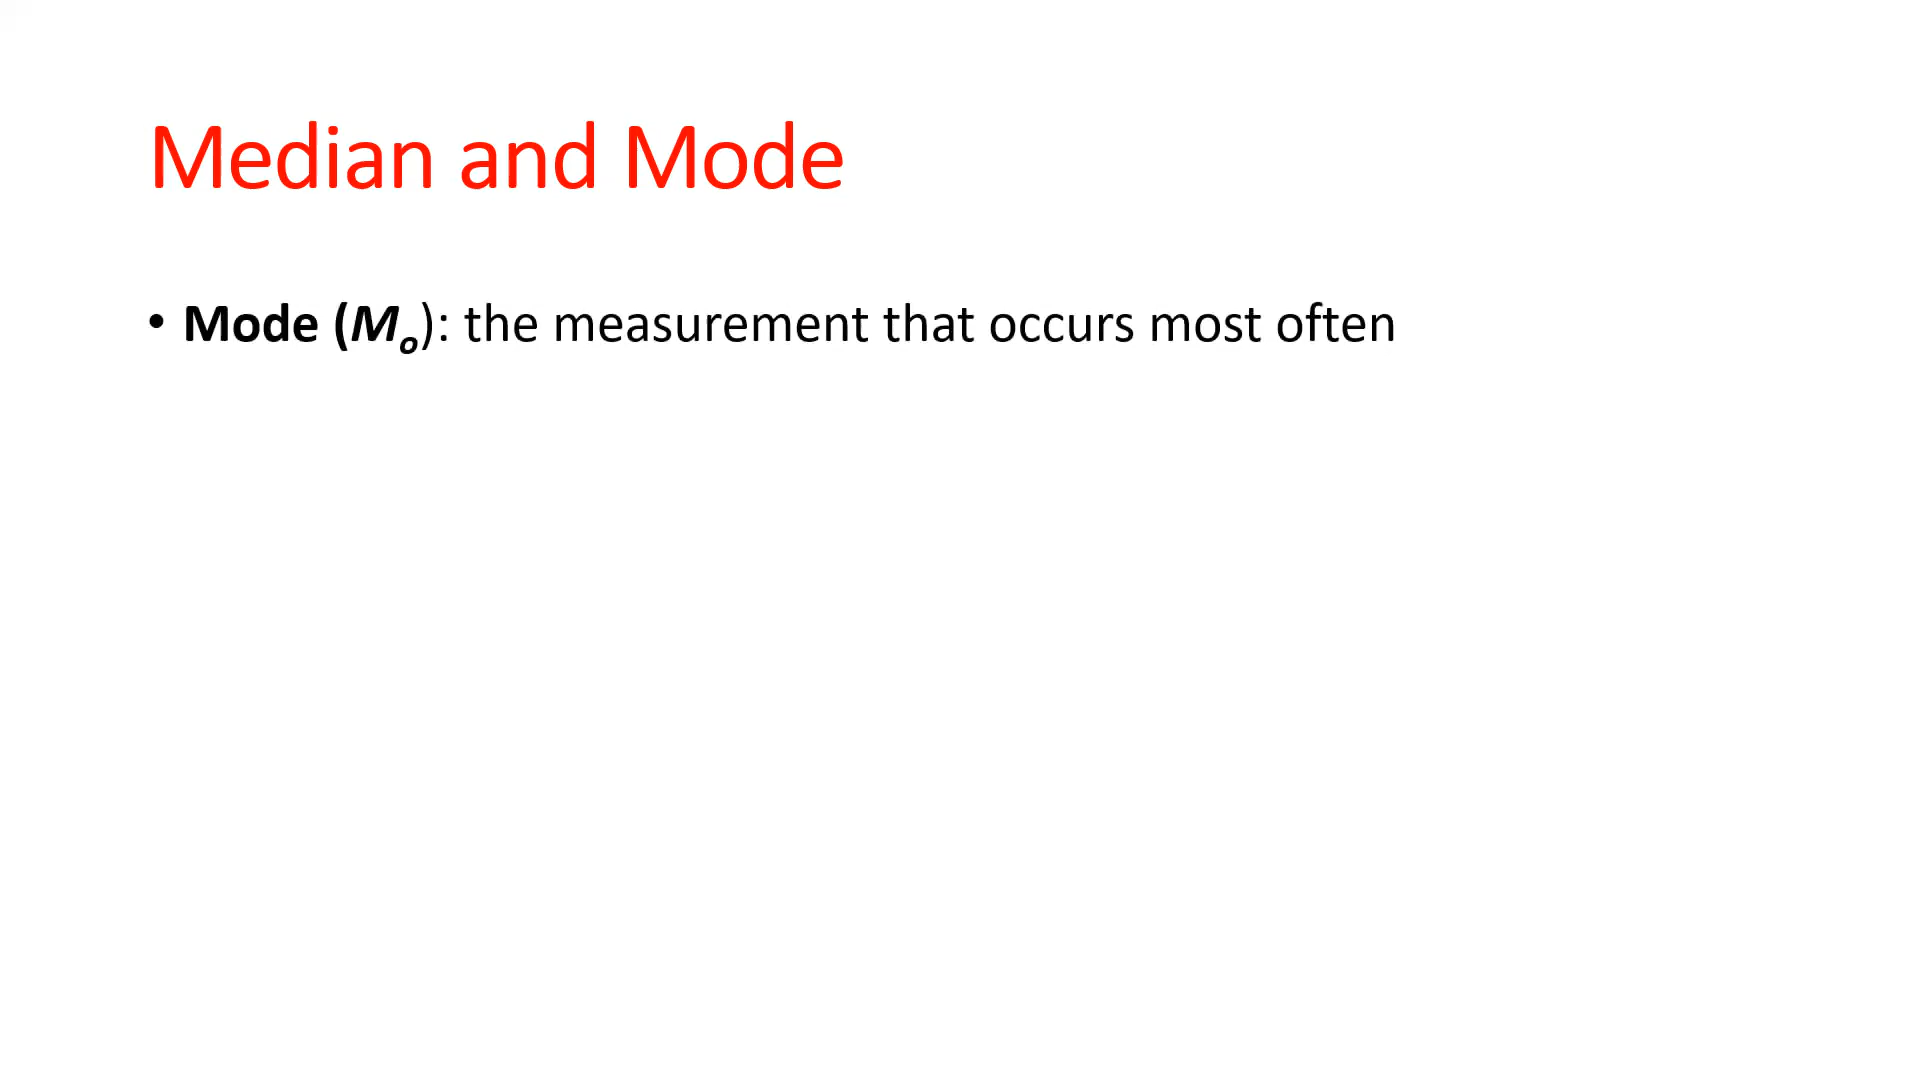 Median and Mode
• Mode (Mo): the measurement that occurs most often